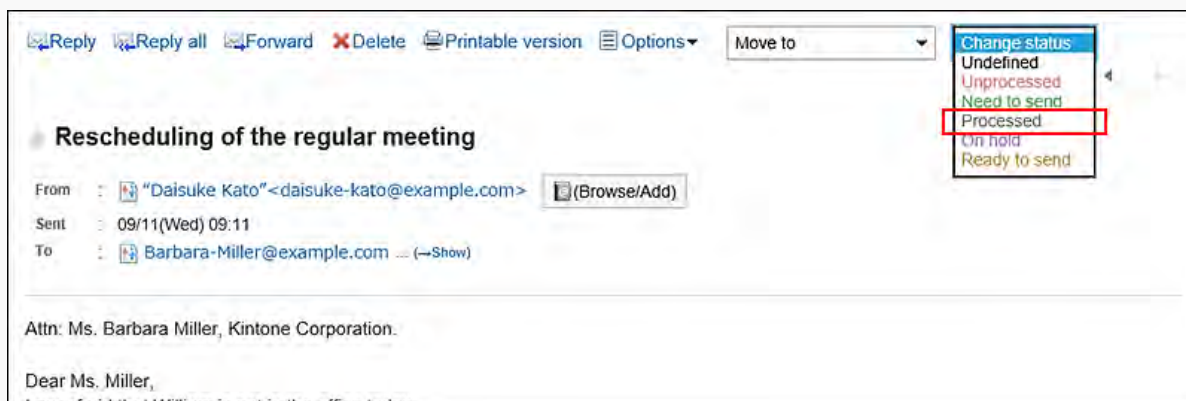 Reply Reply all Forward Delete Printable version Options Move to Change status
Undefined
Unprocessed
Need to send
Processed
On hold
Ready to send
Rescheduling of the regular meeting
From : "Daisuke Kato"<daisuke-kato@example.com> (Browse/Add)
Sent : 09/11(Wed) 09:11
To : Barbara-Miller@example.com ... (→Show)
Attn: Ms. Barbara Miller, Kintone Corporation.
Dear Ms. Miller,